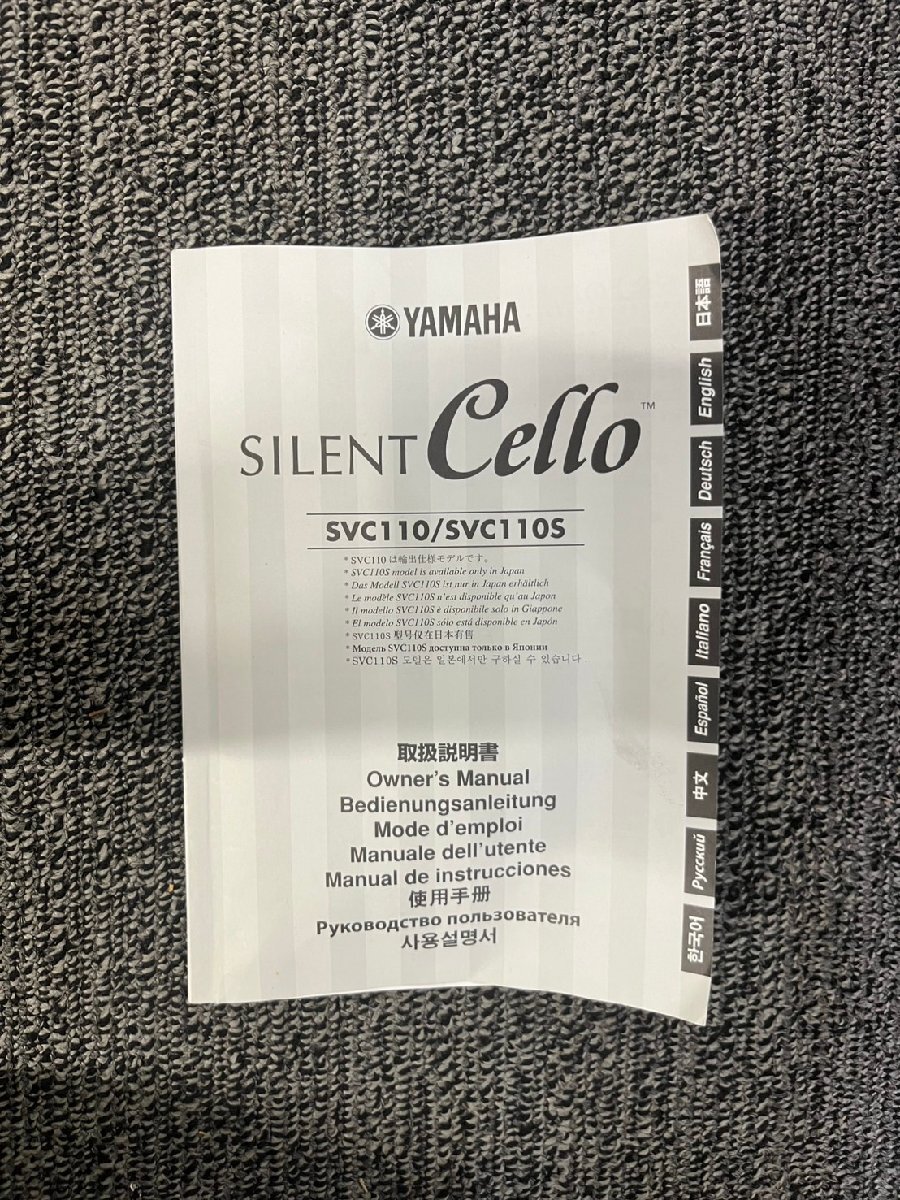 YAMAHA
SILENT Cello™
SVC110/SVC110S
* SVC110 は輸出仕様モデルです。
* SVC110S model is available only in Japan
* Das Modell SVC110S ist nur in Japan erhältlich
* Le modèle SVC110S n'est disponible qu'au Japon
* Il modello SVC110S è disponibile solo in Giappone
* El modelo SVC110S sólo está disponible en Japón
* SVC110S 型号仅在日本有售
* Модель SVC110S доступна только в Японии
* SVC110S 모델은 일본에서만 구하실 수 있습니다
取扱説明書
Owner's Manual
Bedienungsanleitung
Mode d'emploi
Manuale dell'utente
Manual de instrucciones
使用手册
Руководство пользователя
사용설명서
日本語
English
Deutsch
Français
Italiano
Español
中文
Русский
한국어